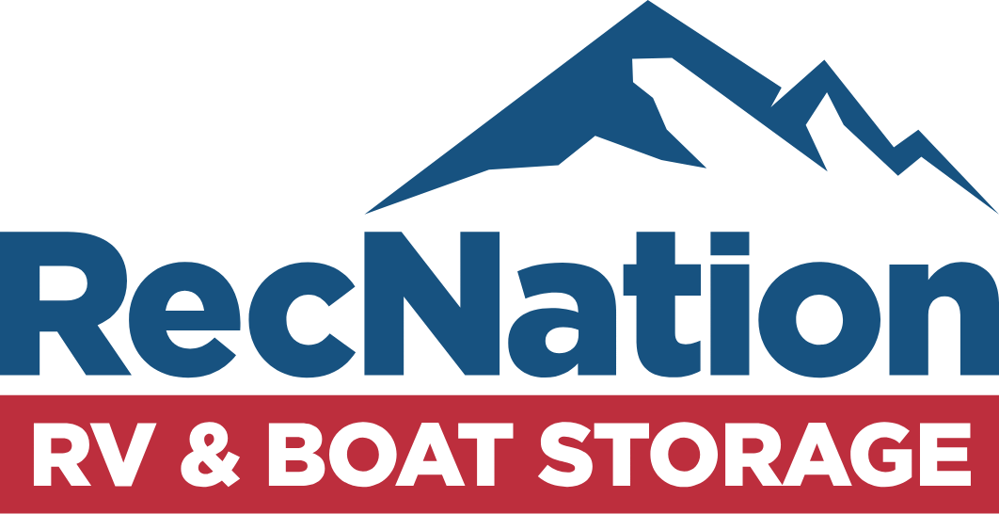 RecNation
RV & BOAT STORAGE